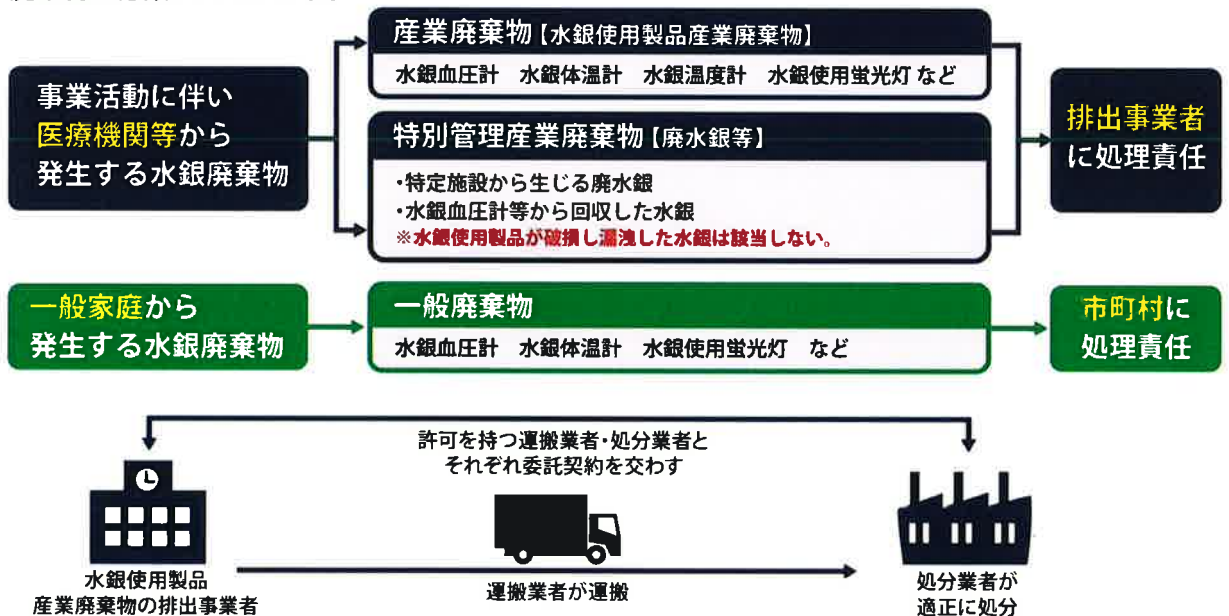 事業活動に伴い
医療機関等から
発生する水銀廃棄物
産業廃棄物【水銀使用製品産業廃棄物】
水銀血圧計 水銀体温計 水銀温度計 水銀使用蛍光灯 など
特別管理産業廃棄物【廃水銀等】
・特定施設から生じる廃水銀
・水銀血圧計等から回収した水銀
※水銀使用製品が破損し漏洩した水銀は該当しない。
排出事業者
に処理責任
一般家庭から
発生する水銀廃棄物
一般廃棄物
水銀血圧計 水銀体温計 水銀使用蛍光灯 など
市町村に
処理責任
許可を持つ運搬業者・処分業者と
それぞれ委託契約を交わす
水銀使用製品
産業廃棄物の排出事業者
運搬業者が運搬
処分業者が
適正に処分